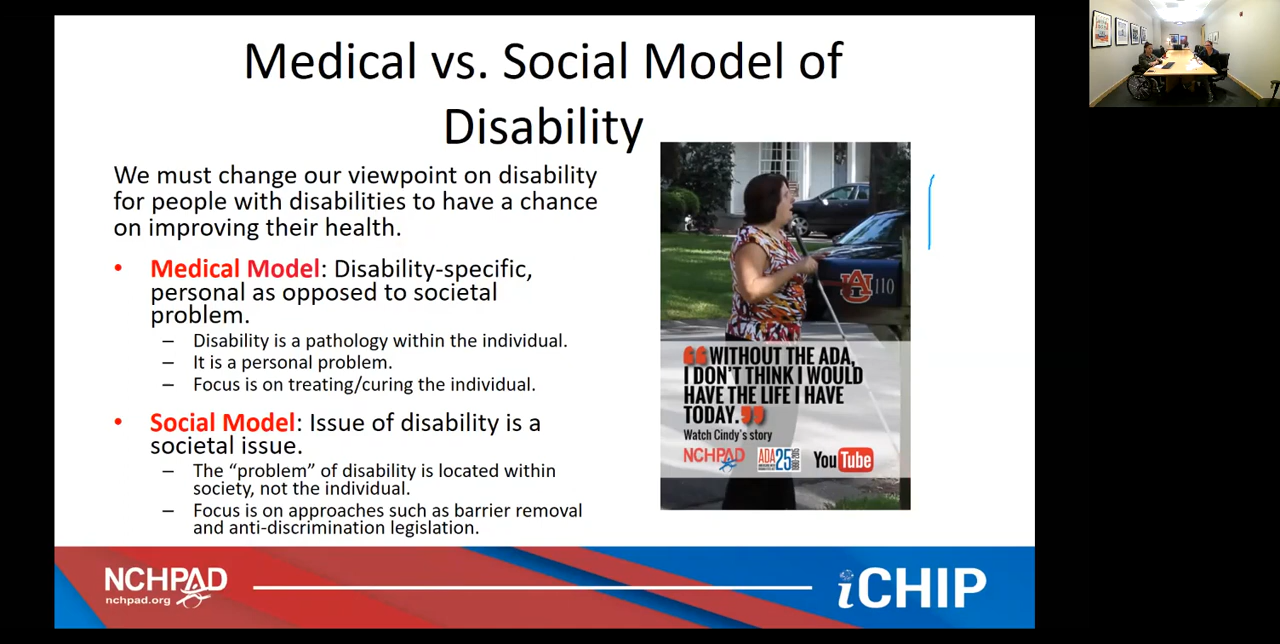 Medical vs. Social Model of
Disability
We must change our viewpoint on disability
for people with disabilities to have a chance
on improving their health.
• Medical Model: Disability-specific,
personal as opposed to societal
problem.
– Disability is a pathology within the individual.
– It is a personal problem.
– Focus is on treating/curing the individual.
• Social Model: Issue of disability is a
societal issue.
– The “problem” of disability is located within
society, not the individual.
– Focus is on approaches such as barrier removal
and anti-discrimination legislation.
AU 110
“WITHOUT THE ADA,
I DON'T THINK I WOULD
HAVE THE LIFE I HAVE
TODAY.”
Watch Cindy's story
NCHPAD ADA 25 YouTube
NCHPAD
nchpad.org
iCHIP